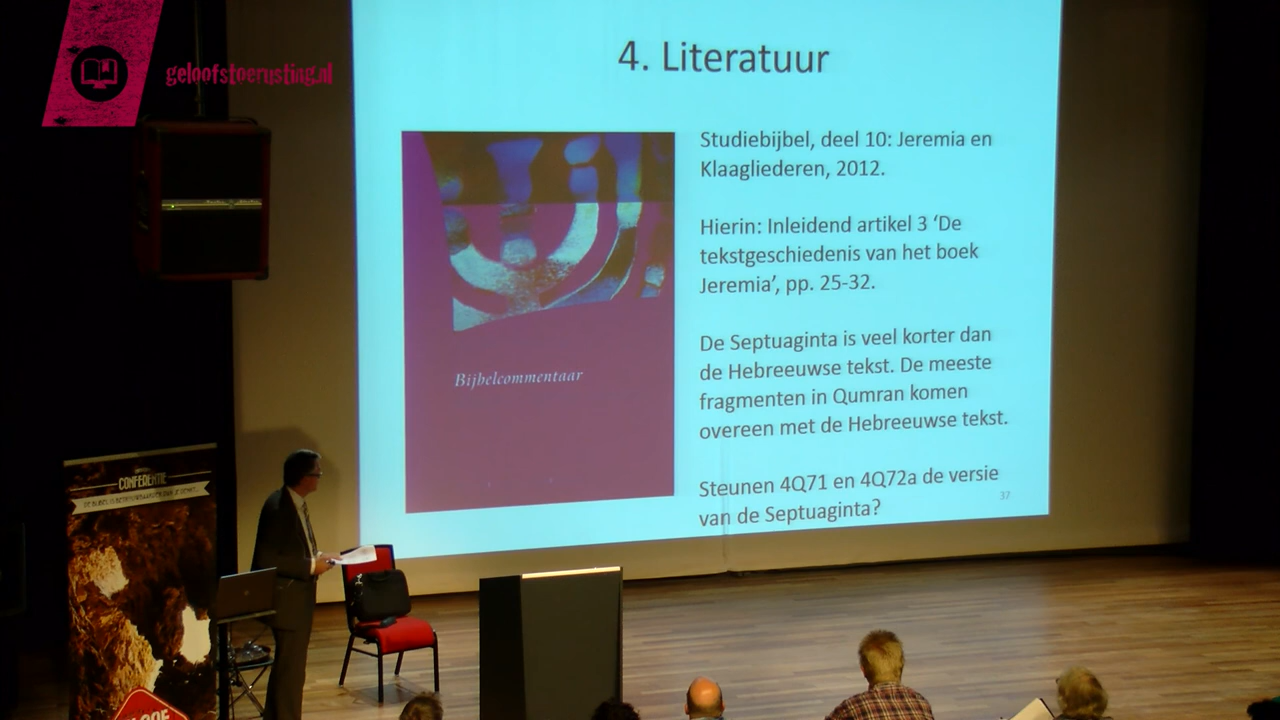 geloofstoerusting.nl
4. Literatuur
Studiebijbel, deel 10: Jeremia en
Klaagliederen, 2012.
Hierin: Inleidend artikel 3 ‘De
tekstgeschiedenis van het boek
Jeremia’, pp. 25-32.
De Septuaginta is veel korter dan
de Hebreeuwse tekst. De meeste
fragmenten in Qumran komen
overeen met de Hebreeuwse tekst.
Steunen 4Q71 en 4Q72a de versie
van de Septuaginta?
37
Bijbelcommentaar
CONFERENTIE